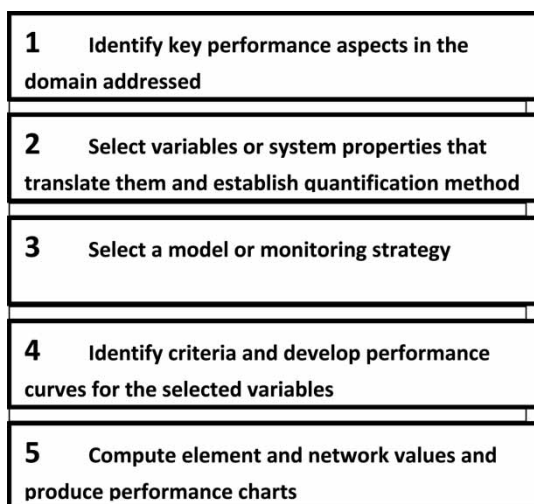 1 Identify key performance aspects in the
domain addressed
2 Select variables or system properties that
translate them and establish quantification method
3 Select a model or monitoring strategy
4 Identify criteria and develop performance
curves for the selected variables
5 Compute element and network values and
produce performance charts